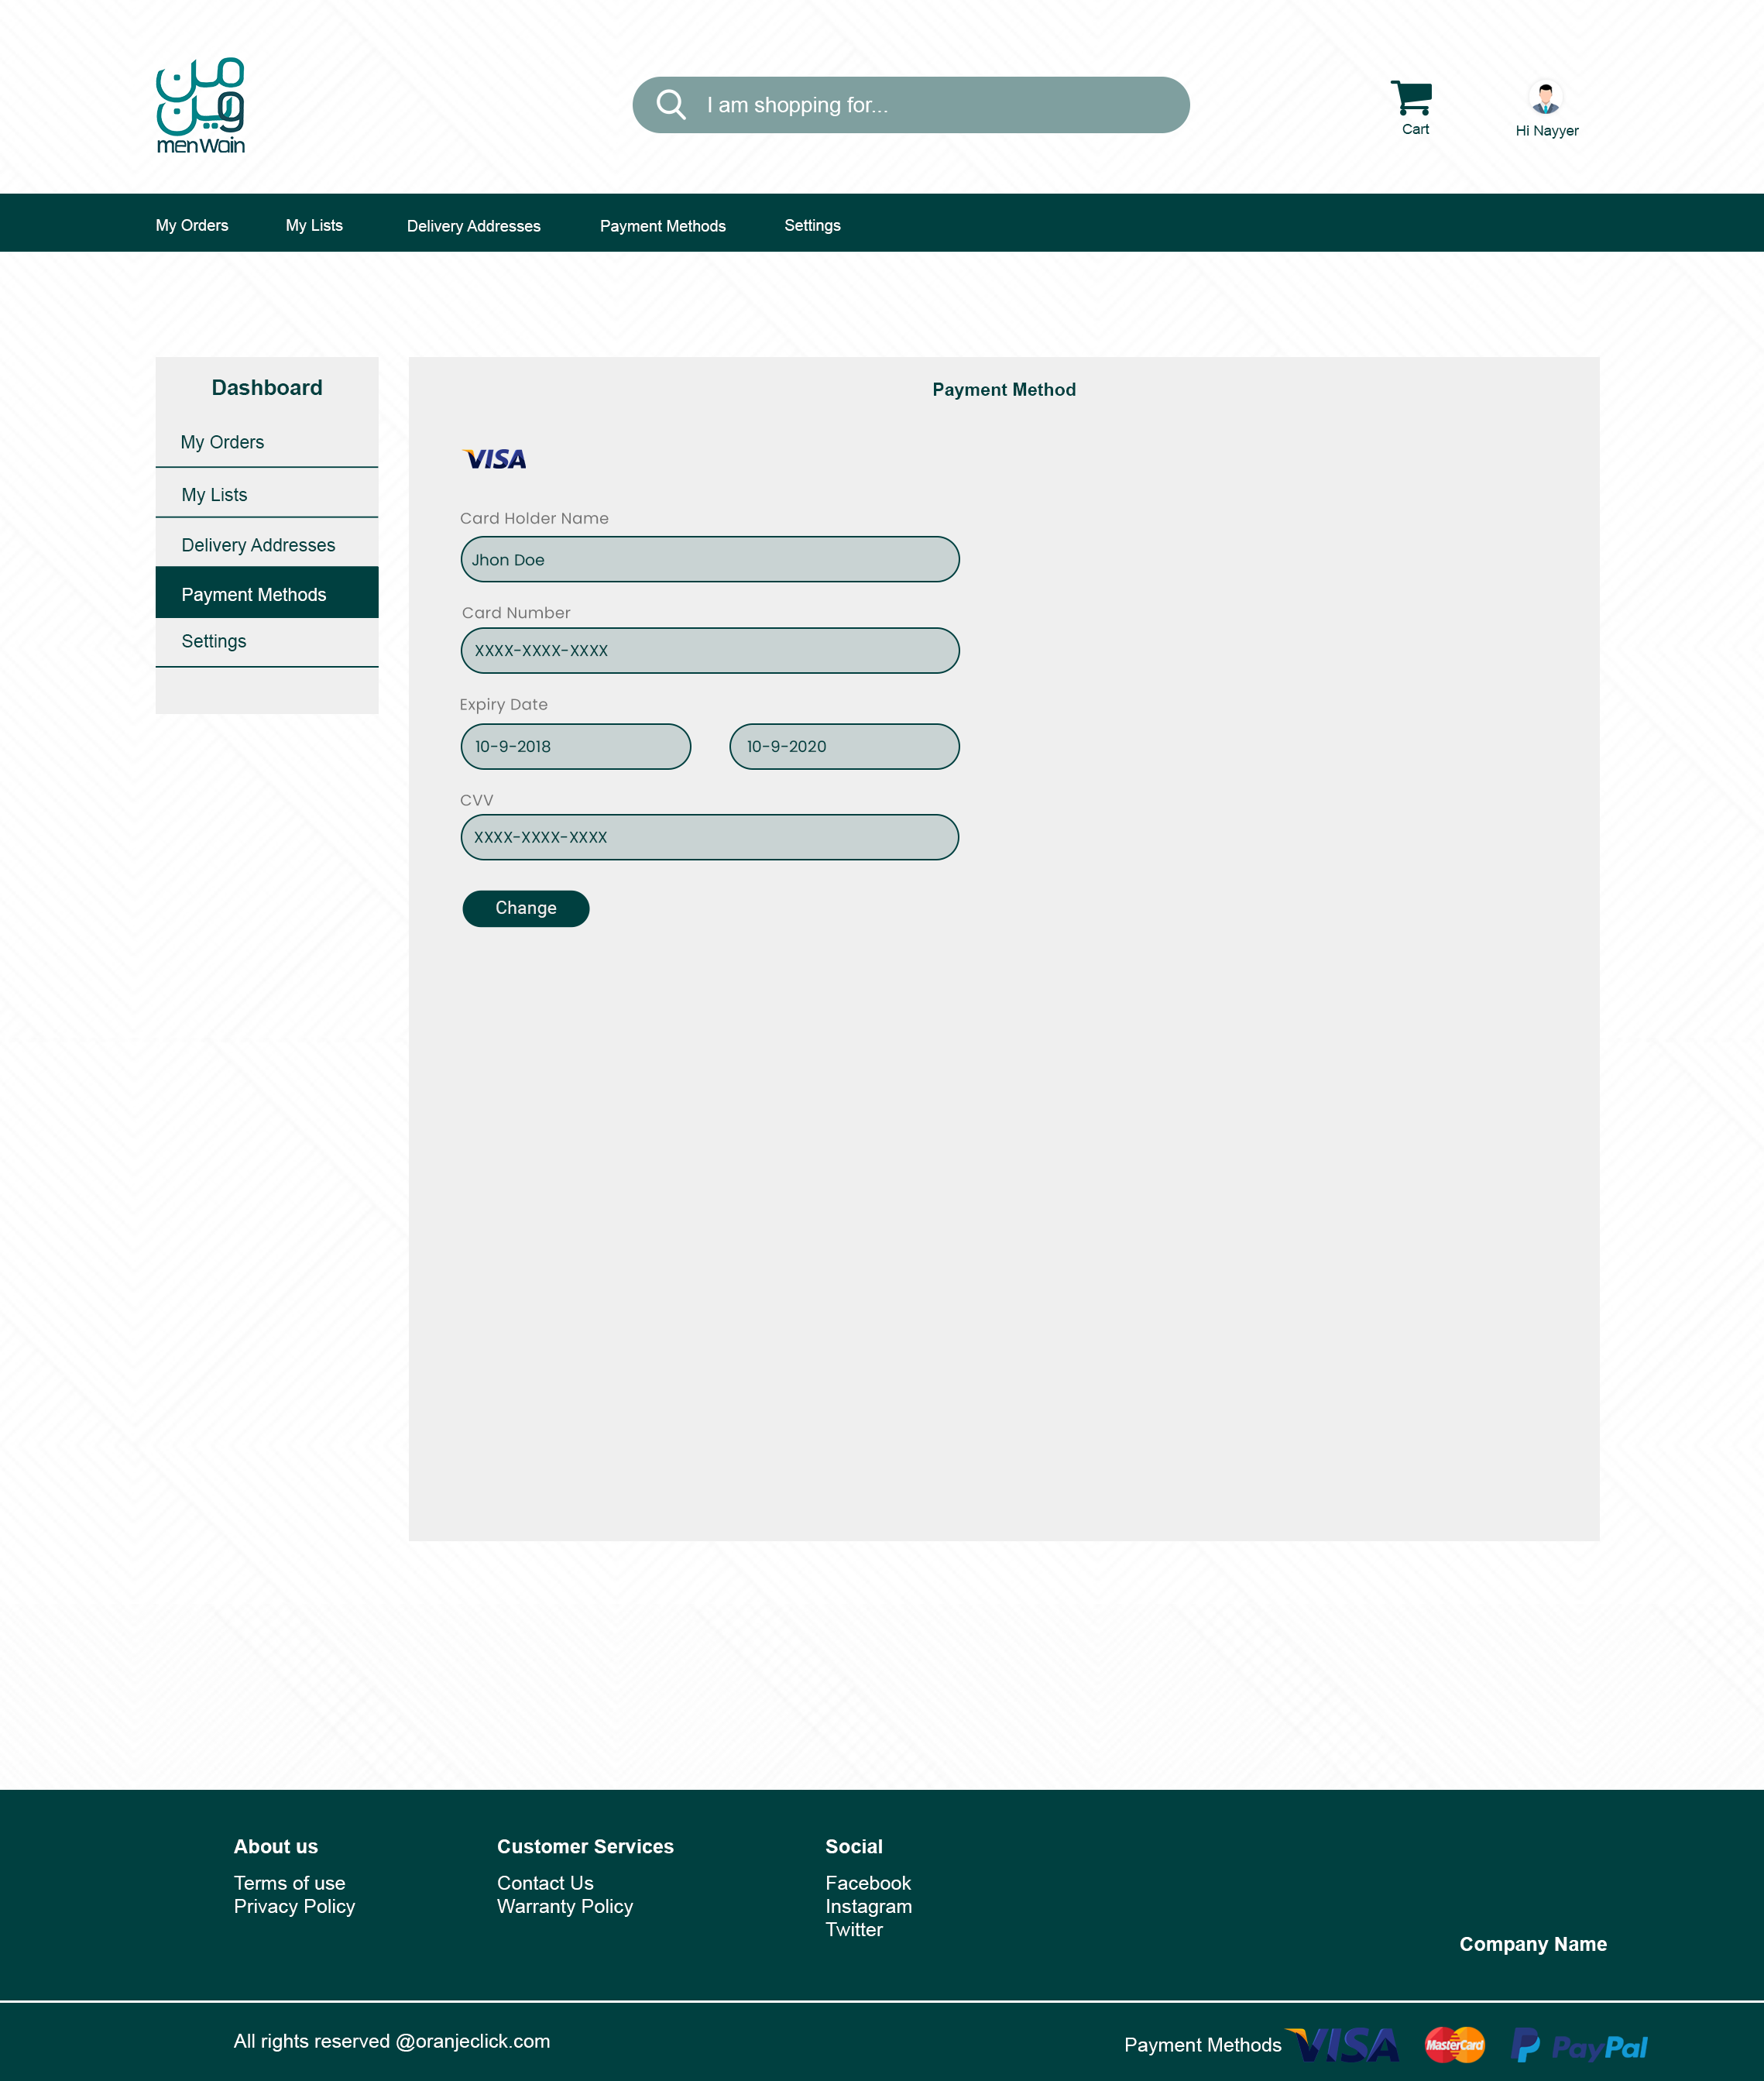 من
وين
menWain
I am shopping for...
Cart
Hi Nayyer
My Orders
My Lists
Delivery Addresses
Payment Methods
Settings
Dashboard
My Orders
My Lists
Delivery Addresses
Payment Methods
Settings
Payment Method
VISA
Card Holder Name
Jhon Doe
Card Number
XXXX-XXXX-XXXX
Expiry Date
10-9-2018
10-9-2020
CVV
XXXX-XXXX-XXXX
Change
About us
Terms of use
Privacy Policy
Customer Services
Contact Us
Warranty Policy
Social
Facebook
Instagram
Twitter
Company Name
All rights reserved @oranjeclick.com
Payment Methods VISA MasterCard PayPal